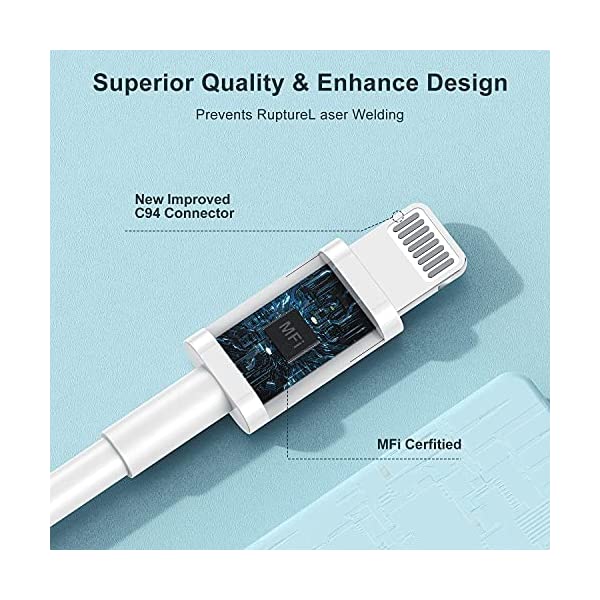 Superior Quality & Enhance Design
Prevents RuptureL aser Welding
New Improved
C94 Connector
MFi
MFi Cerfitied